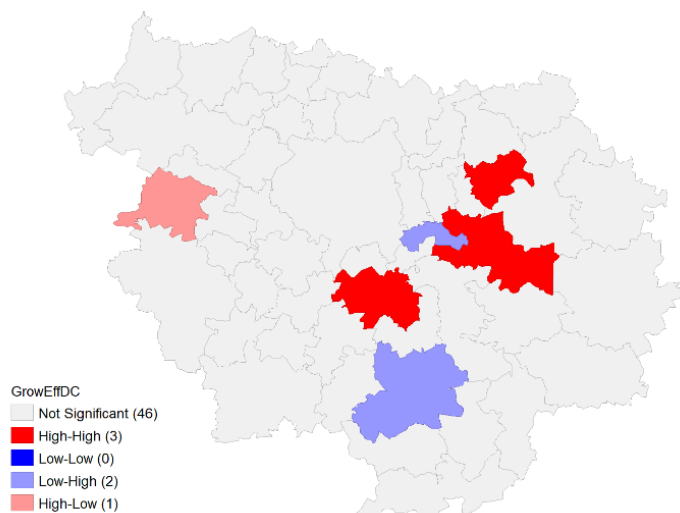 GrowEffDC
Not Significant (46)
High-High (3)
Low-Low (0)
Low-High (2)
High-Low (1)